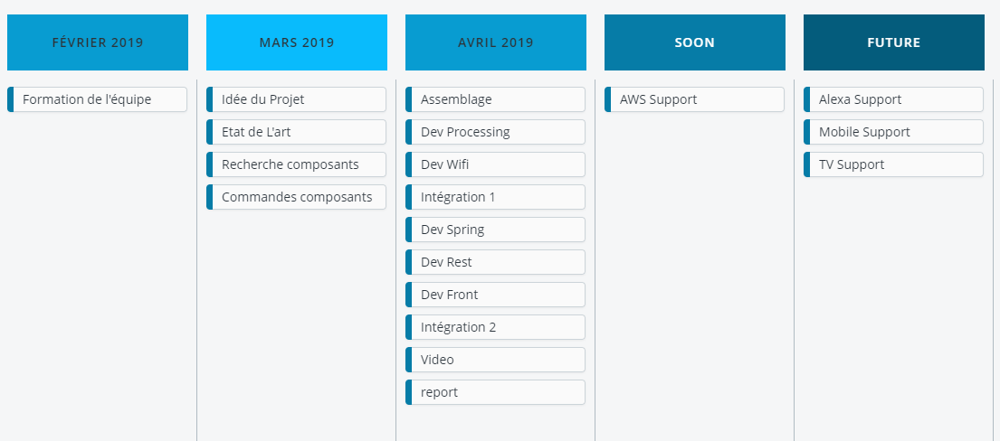 FÉVRIER 2019
Formation de l'équipe
MARS 2019
Idée du Projet
Etat de L'art
Recherche composants
Commandes composants
AVRIL 2019
Assemblage
Dev Processing
Dev Wifi
Intégration 1
Dev Spring
Dev Rest
Dev Front
Intégration 2
Video
report
SOON
AWS Support
FUTURE
Alexa Support
Mobile Support
TV Support